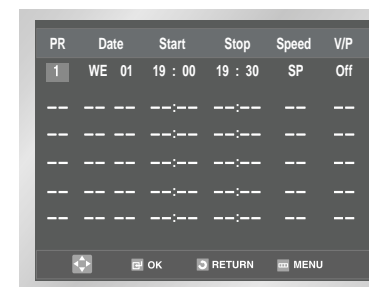 PR Date Start Stop Speed V/P
1 WE 01 19 : 00 19 : 30 SP Off
–– –– –– ––:–– ––:–– –– ––
–– –– –– ––:–– ––:–– –– ––
–– –– –– ––:–– ––:–– –– ––
–– –– –– ––:–– ––:–– –– ––
–– –– –– ––:–– ––:–– –– ––
OK RETURN MENU